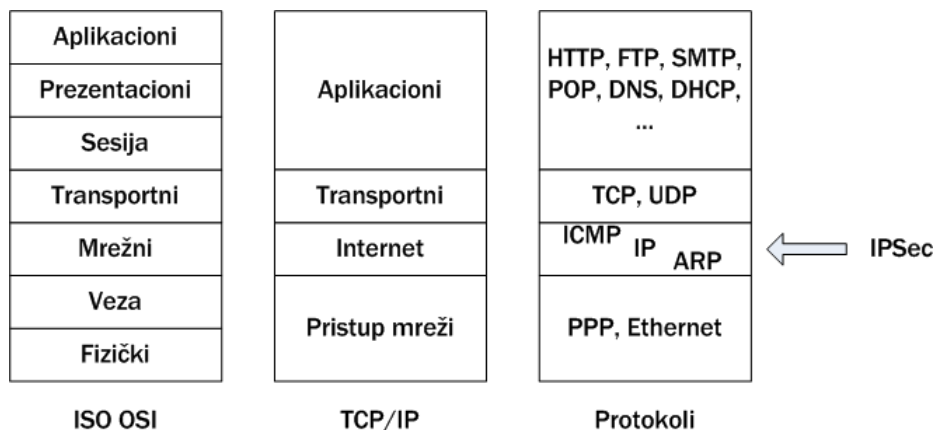 Aplikacioni
Prezentacioni
Sesija
Transportni
Mrežni
Veza
Fizički
ISO OSI
Aplikacioni
Transportni
Internet
Pristup mreži
TCP/IP
HTTP, FTP, SMTP,
POP, DNS, DHCP,
...
TCP, UDP
ICMP
IP
ARP
PPP, Ethernet
Protokoli
IPSec